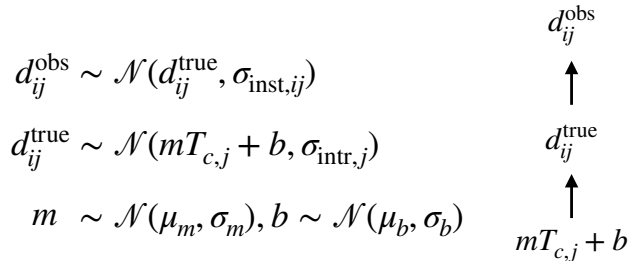 d_{ij}^{obs} ∼ 𝒩(d_{ij}^{true}, σ_{inst,ij})
d_{ij}^{true} ∼ 𝒩(mT_{c,j} + b, σ_{intr,j})
m ∼ 𝒩(μ_m, σ_m), b ∼ 𝒩(μ_b, σ_b)
d_{ij}^{obs}
d_{ij}^{true}
mT_{c,j} + b